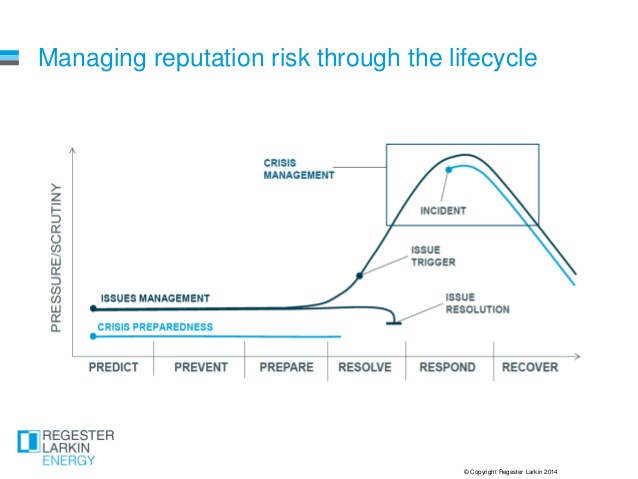 Managing reputation risk through the lifecycle
CRISIS
MANAGEMENT
INCIDENT
PRESSURE/SCRUTINY
ISSUE
TRIGGER
ISSUES MANAGEMENT
ISSUE
RESOLUTION
CRISIS PREPAREDNESS
PREDICT
PREVENT
PREPARE
RESOLVE
RESPOND
RECOVER
REGESTER
LARKIN
ENERGY
© Copyright Regester Larkin 2014